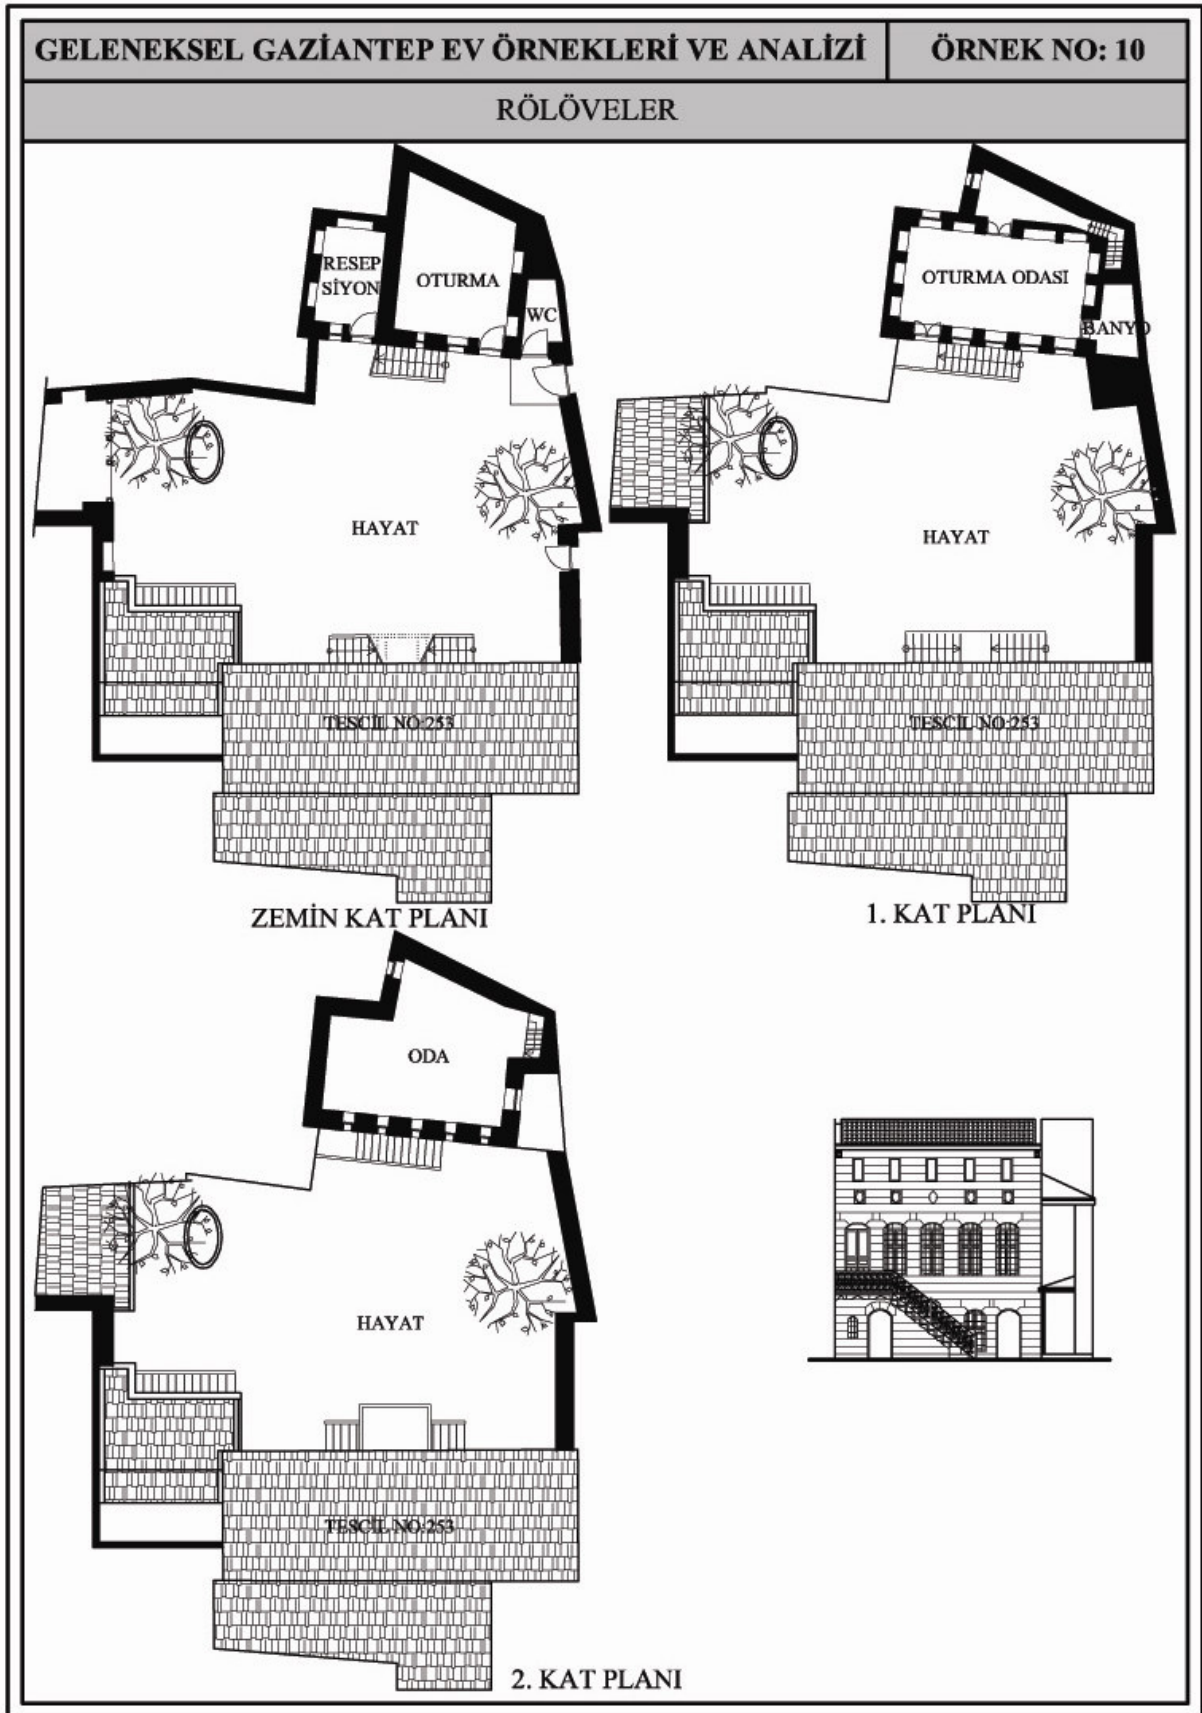 GELENEKSEL GAZİANTEP EV ÖRNEKLERİ VE ANALİZİ
ÖRNEK NO: 10
RÖLÖVELER
RESEP
SİYON
OTURMA
WC
HAYAT
TESCİL NO:253
ZEMİN KAT PLANI
OTURMA ODASI
BANYO
HAYAT
TESCİL NO:253
1. KAT PLANI
ODA
HAYAT
TESCİL NO:253
2. KAT PLANI